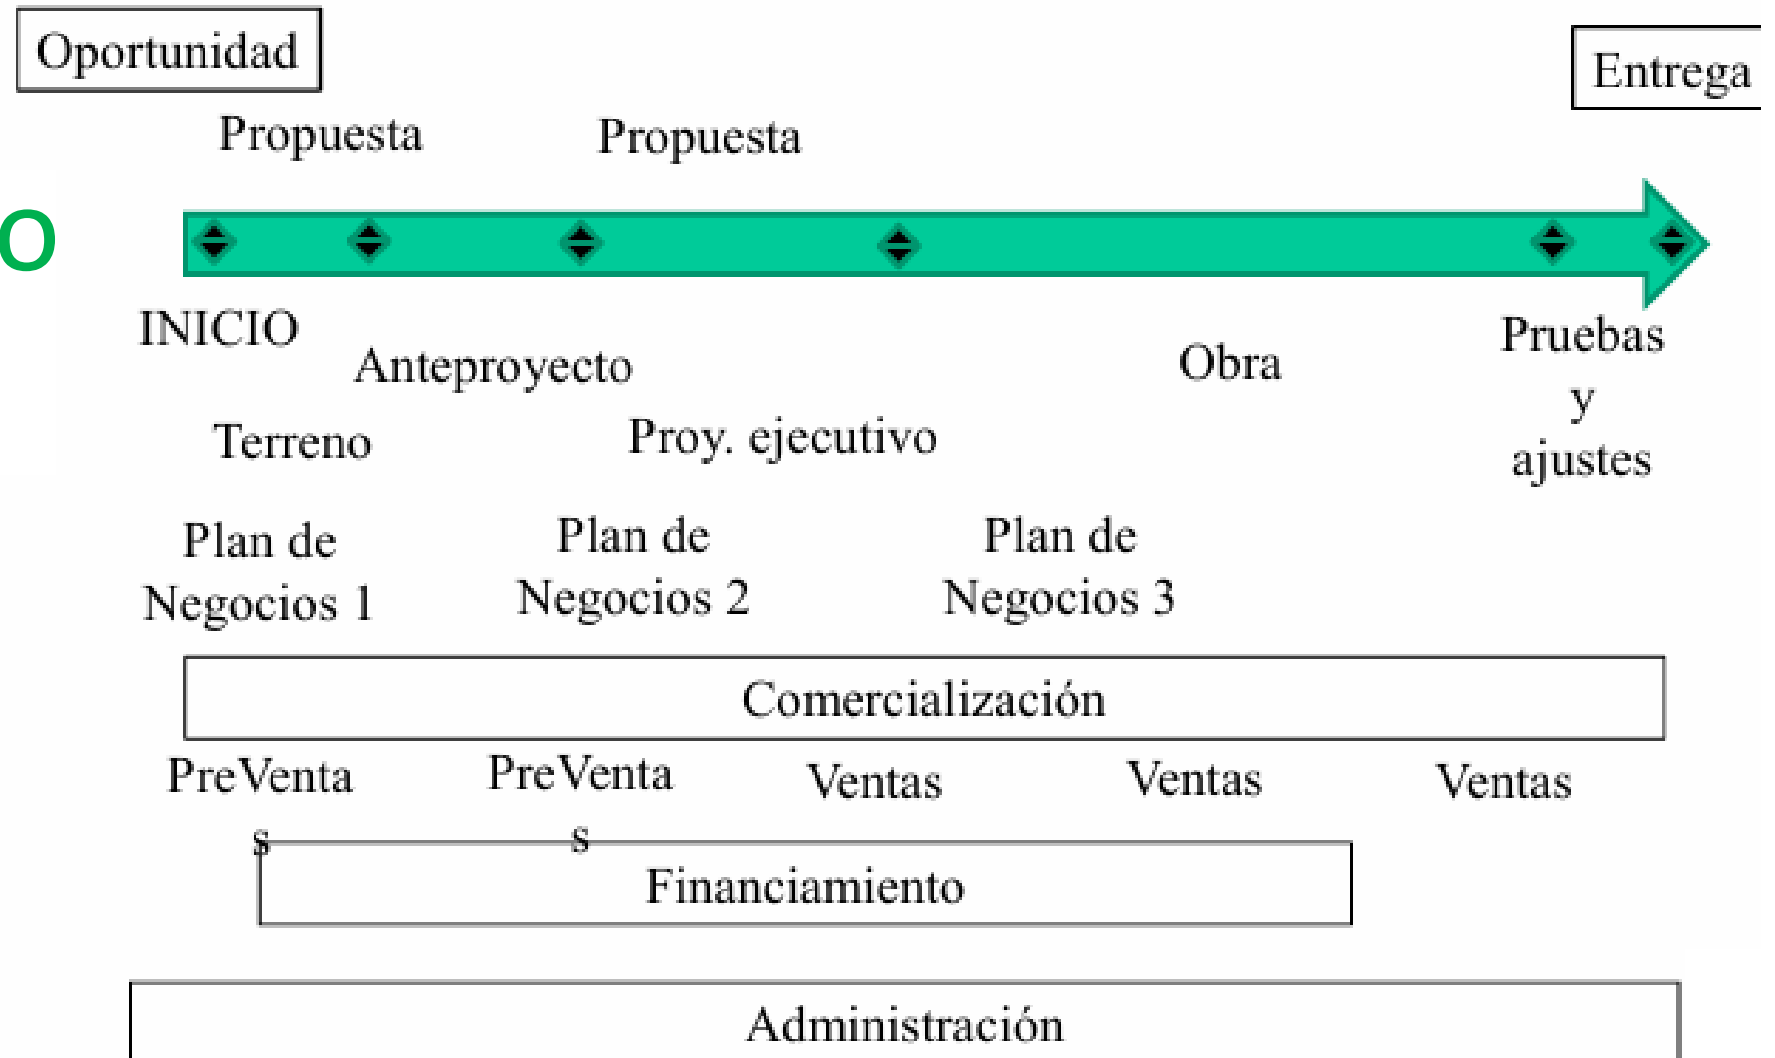 Oportunidad
Entrega
Propuesta
Propuesta
O
INICIO
Anteproyecto
Obra
Pruebas
y
ajustes
Terreno
Proy. ejecutivo
Plan de
Negocios 1
Plan de
Negocios 2
Plan de
Negocios 3
Comercialización
PreVenta
s
PreVenta
s
Ventas
Ventas
Ventas
Financiamiento
Administración